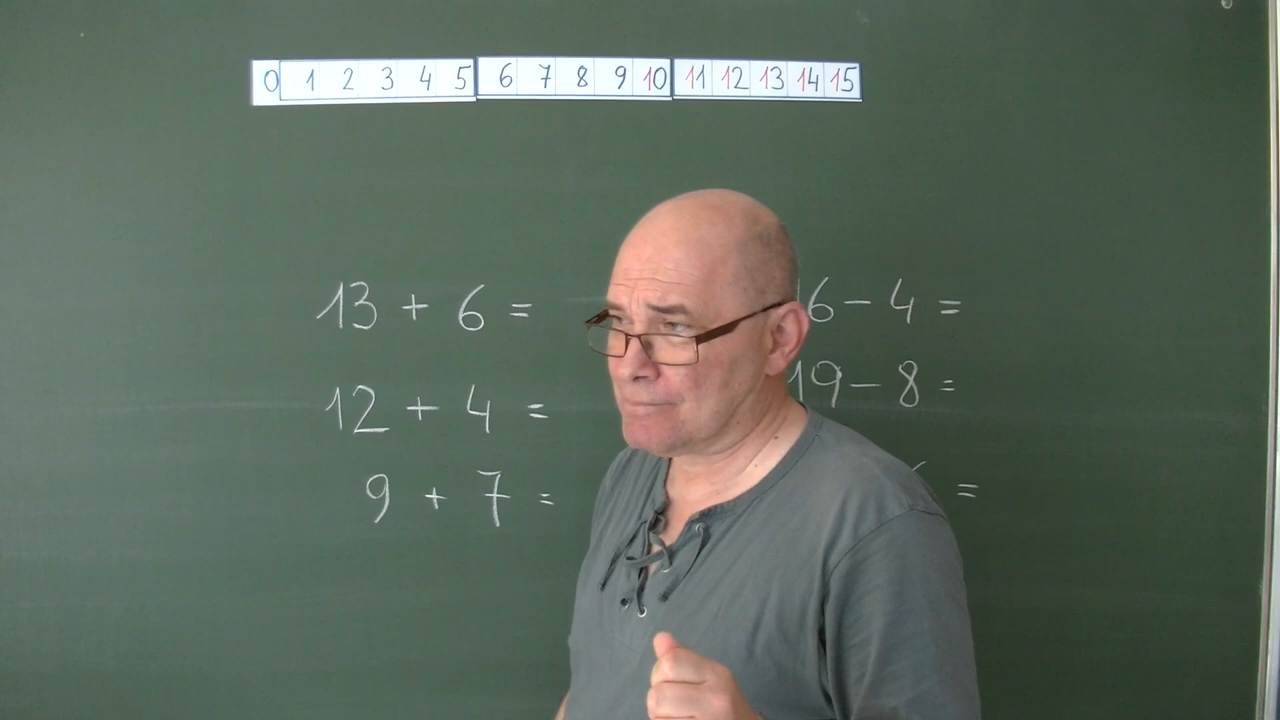 0 1 2 3 4 5 6 7 8 9 10 11 12 13 14 15
13 + 6 =
16 - 4 =
12 + 4 =
19 - 8 =
9 + 7 =
=